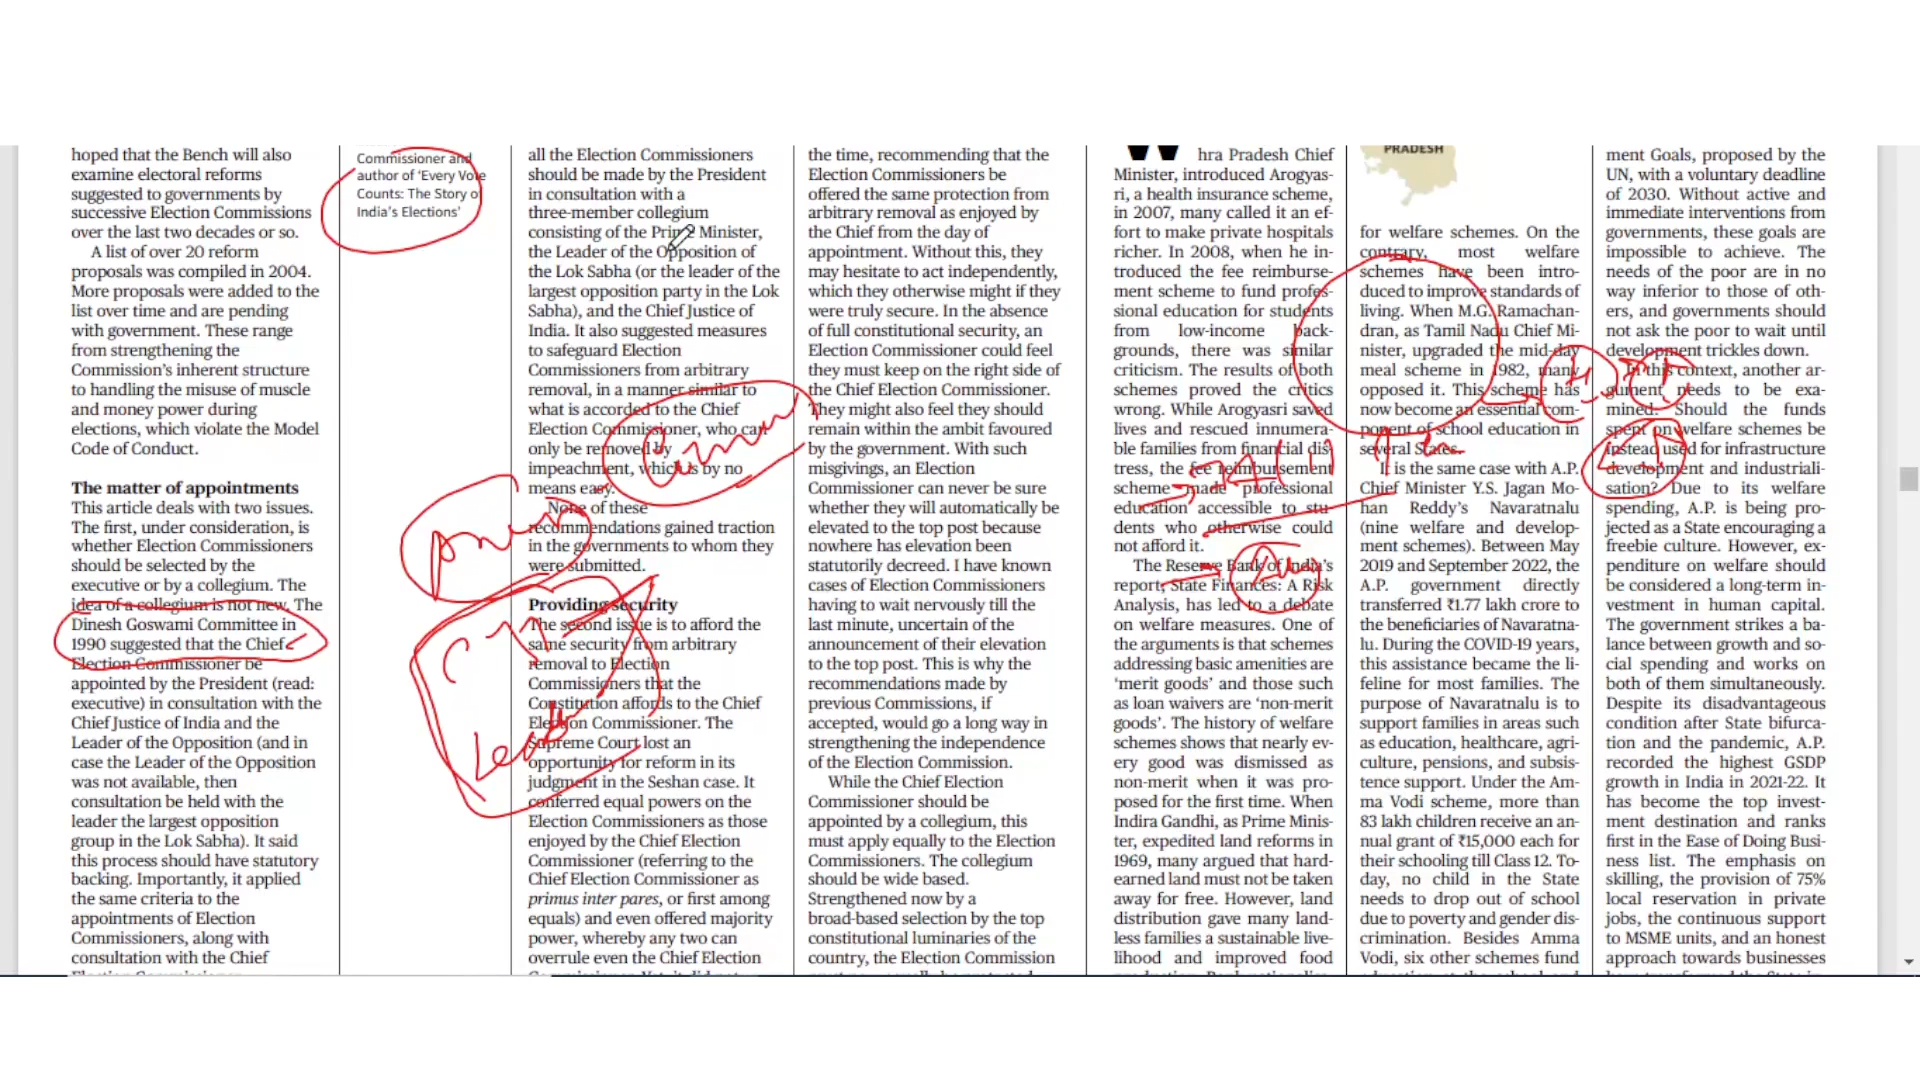 hoped that the Bench will also
examine electoral reforms
suggested to governments by
successive Election Commissions
over the last two decades or so.
A list of over 20 reform
proposals was compiled in 2004.
More proposals were added to the
list over time and are pending
with government. These range
from strengthening the
Commission’s inherent structure
to handling the misuse of muscle
and money power during
elections, which violate the Model
Code of Conduct.
The matter of appointments
This article deals with two issues.
The first, under consideration, is
whether Election Commissioners
should be selected by the
executive or by a collegium. The
idea of a collegium is not new. The
Dinesh Goswami Committee in
1990 suggested that the Chief
Election Commissioner be
appointed by the President (read:
executive) in consultation with the
Chief Justice of India and the
Leader of the Opposition (and in
case the Leader of the Opposition
was not available, then
consultation be held with the
leader the largest opposition
group in the Lok Sabha). It said
this process should have statutory
backing. Importantly, it applied
the same criteria to the
appointments of Election
Commissioners, along with
consultation with the Chief
Commissioner and
author of ‘Every Vote
Counts: The Story of
India’s Elections’
all the Election Commissioners
should be made by the President
in consultation with a
three-member collegium
consisting of the Prime Minister,
the Leader of the Opposition of
the Lok Sabha (or the leader of the
largest opposition party in the Lok
Sabha), and the Chief Justice of
India. It also suggested measures
to safeguard Election
Commissioners from arbitrary
removal, in a manner similar to
what is accorded to the Chief
Election Commissioner, who can
only be removed by
impeachment, which is by no
means easy.
None of these
recommendations gained traction
in the governments to whom they
were submitted.
Providing security
The second issue is to afford the
same security from arbitrary
removal to Election
Commissioners that the
Constitution affords to the Chief
Election Commissioner. The
Supreme Court lost an
opportunity for reform in its
judgment in the Seshan case. It
conferred equal powers on the
Election Commissioners as those
enjoyed by the Chief Election
Commissioner (referring to the
Chief Election Commissioner as
primus inter pares, or first among
equals) and even offered majority
power, whereby any two can
overrule even the Chief Election
the time, recommending that the
Election Commissioners be
offered the same protection from
arbitrary removal as enjoyed by
the Chief from the day of
appointment. Without this, they
may hesitate to act independently,
which they otherwise might if they
were truly secure. In the absence
of full constitutional security, an
Election Commissioner could feel
they must keep on the right side of
the Chief Election Commissioner.
They might also feel they should
remain within the ambit favoured
by the government. With such
misgivings, an Election
Commissioner can never be sure
whether they will automatically be
elevated to the top post because
nowhere has elevation been
statutorily decreed. I have known
cases of Election Commissioners
having to wait nervously till the
last minute, uncertain of the
announcement of their elevation
to the top post. This is why the
recommendations made by
previous Commissions, if
accepted, would go a long way in
strengthening the independence
of the Election Commission.
While the Chief Election
Commissioner should be
appointed by a collegium, this
must apply equally to the Election
Commissioners. The collegium
should be wide based.
Strengthened now by a
broad-based selection by the top
constitutional luminaries of the
country, the Election Commission
hra Pradesh Chief
Minister, introduced Arogyas-
ri, a health insurance scheme,
in 2007, many called it an ef-
fort to make private hospitals
richer. In 2008, when he in-
troduced the fee reimburse-
ment scheme to fund profes-
sional education for students
from low-income back-
grounds, there was similar
criticism. The results of both
schemes proved the critics
wrong. While Arogyasri saved
lives and rescued innumera-
ble families from financial dis-
tress, the fee reimbursement
scheme made professional
education accessible to stu-
dents who otherwise could
not afford it.
The Reserve Bank of India’s
report, State Finances: A Risk
Analysis, has led to a debate
on welfare measures. One of
the arguments is that schemes
addressing basic amenities are
‘merit goods’ and those such
as loan waivers are ‘non-merit
goods’. The history of welfare
schemes shows that nearly ev-
ery good was dismissed as
non-merit when it was pro-
posed for the first time. When
Indira Gandhi, as Prime Minis-
ter, expedited land reforms in
1969, many argued that hard-
earned land must not be taken
away for free. However, land
distribution gave many land-
less families a sustainable live-
lihood and improved food
PRADESH
for welfare schemes. On the
contrary, most welfare
schemes have been intro-
duced to improve standards of
living. When M.G. Ramachan-
dran, as Tamil Nadu Chief Mi-
nister, upgraded the mid-day
meal scheme in 1982, many
opposed it. This scheme has
now become an essential com-
ponent of school education in
several States.
It is the same case with A.P.
Chief Minister Y.S. Jagan Mo-
han Reddy’s Navaratnalu
(nine welfare and develop-
ment schemes). Between May
2019 and September 2022, the
A.P. government directly
transferred ₹1.77 lakh crore to
the beneficiaries of Navaratna-
lu. During the COVID-19 years,
this assistance became the li-
feline for most families. The
purpose of Navaratnalu is to
support families in areas such
as education, healthcare, agri-
culture, pensions, and subsis-
tence support. Under the Am-
ma Vodi scheme, more than
83 lakh children receive an an-
nual grant of ₹15,000 each for
their schooling till Class 12. To-
day, no child in the State
needs to drop out of school
due to poverty and gender dis-
crimination. Besides Amma
Vodi, six other schemes fund
ment Goals, proposed by the
UN, with a voluntary deadline
of 2030. Without active and
immediate interventions from
governments, these goals are
impossible to achieve. The
needs of the poor are in no
way inferior to those of oth-
ers, and governments should
not ask the poor to wait until
development trickles down.
In this context, another ar-
gument needs to be exa-
mined: Should the funds
spent on welfare schemes be
instead used for infrastructure
development and industriali-
sation? Due to its welfare
spending, A.P. is being pro-
jected as a State encouraging a
freebie culture. However, ex-
penditure on welfare should
be considered a long-term in-
vestment in human capital.
The government strikes a ba-
lance between growth and so-
cial spending and works on
both of them simultaneously.
Despite its disadvantageous
condition after State bifurca-
tion and the pandemic, A.P.
recorded the highest GSDP
growth in India in 2021-22. It
has become the top invest-
ment destination and ranks
first in the Ease of Doing Busi-
ness list. The emphasis on
skilling, the provision of 75%
local reservation in private
jobs, the continuous support
to MSME units, and an honest
approach towards businesses